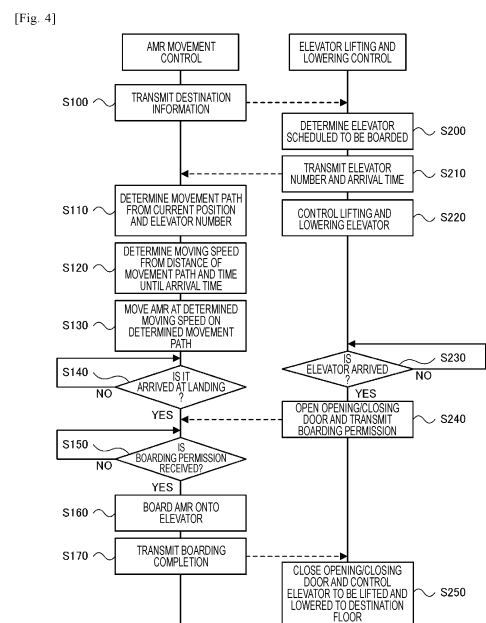 [Fig. 4]
AMR MOVEMENT
CONTROL
ELEVATOR LIFTING AND
LOWERING CONTROL
S100
TRANSMIT DESTINATION
INFORMATION
DETERMINE ELEVATOR
SCHEDULED TO BE BOARDED
S200
TRANSMIT ELEVATOR
NUMBER AND ARRIVAL TIME
S210
S110
DETERMINE MOVEMENT PATH
FROM CURRENT POSITION
AND ELEVATOR NUMBER
CONTROL LIFTING AND
LOWERING ELEVATOR
S220
S120
DETERMINE MOVING SPEED
FROM DISTANCE OF
MOVEMENT PATH AND TIME
UNTIL ARRIVAL TIME
S130
MOVE AMR AT DETERMINED
MOVING SPEED ON
DETERMINED MOVEMENT
PATH
S140
IS IT
ARRIVED AT LANDING
?
NO
YES
IS
ELEVATOR ARRIVED
?
S230
NO
YES
OPEN OPENING/CLOSING
DOOR AND TRANSMIT
BOARDING PERMISSION
S240
S150
IS
BOARDING PERMISSION
RECEIVED?
NO
YES
S160
BOARD AMR ONTO
ELEVATOR
S170
TRANSMIT BOARDING
COMPLETION
CLOSE OPENING/CLOSING
DOOR AND CONTROL
ELEVATOR TO BE LIFTED AND
LOWERED TO DESTINATION
FLOOR
S250